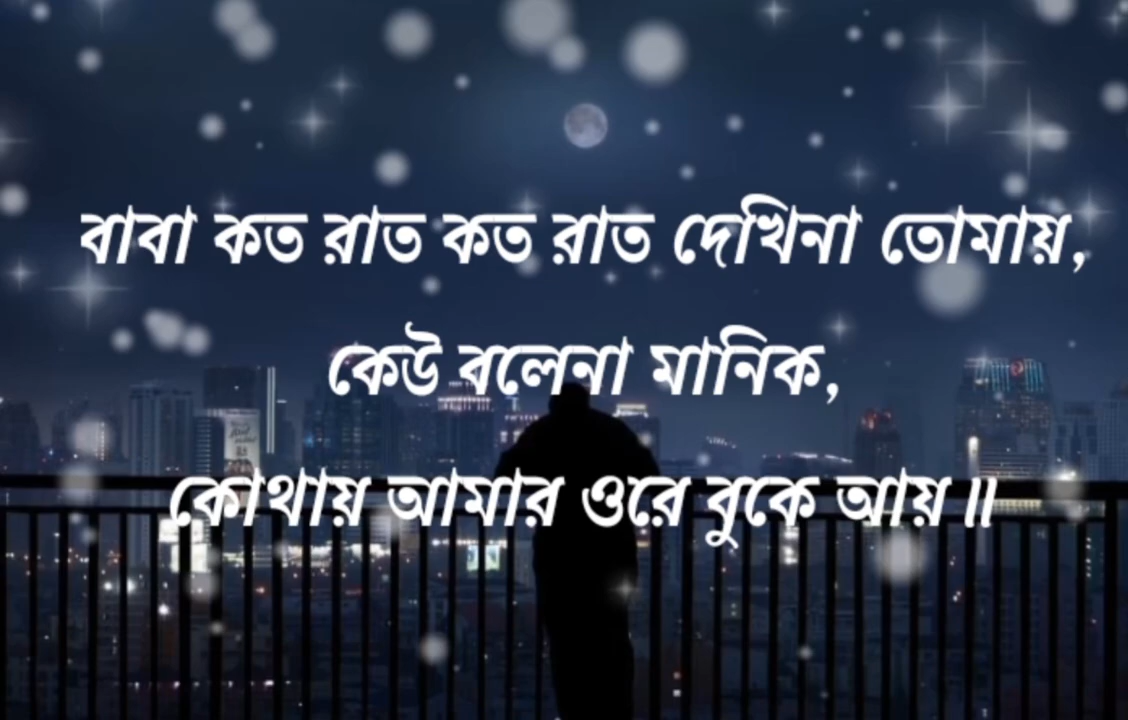 বাবা কত রাত কত রাত দেখিনা তোমায়,
কেউ বলেনা মানিক,
কোথায় আমার ওরে বুকে আয়॥